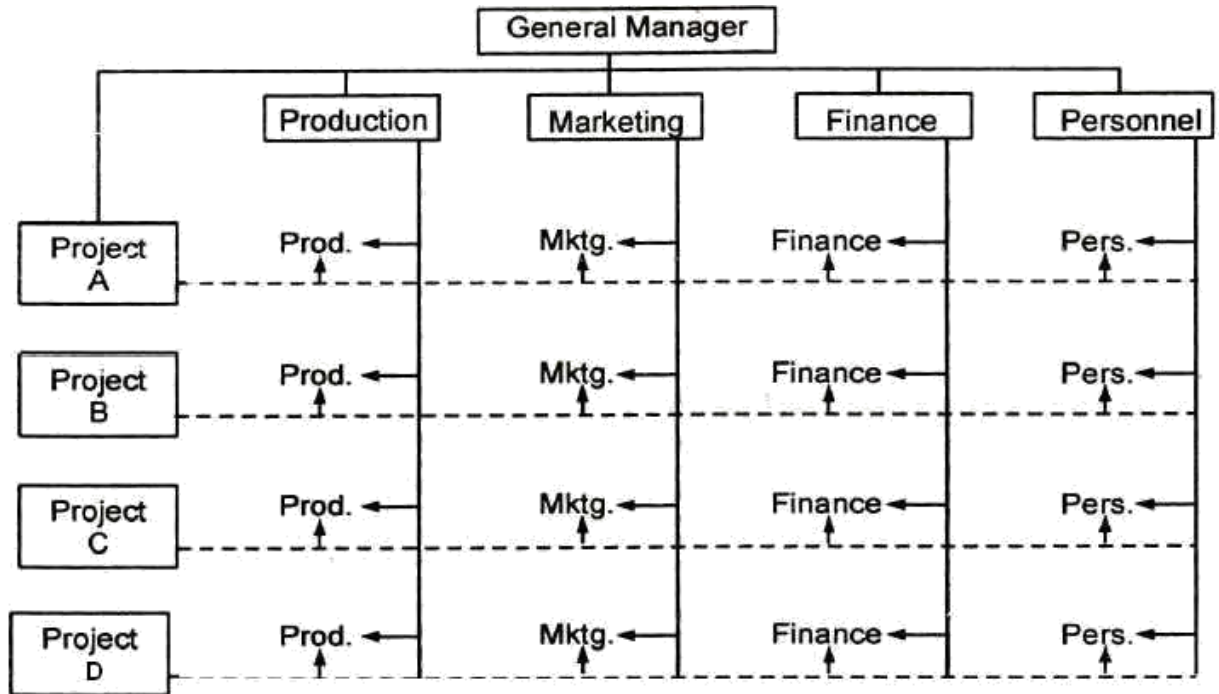 General Manager
Production Marketing Finance Personnel
Project
A
Prod. Mktg. Finance Pers.
Project
B
Prod. Mktg. Finance Pers.
Project
C
Prod. Mktg. Finance Pers.
Project
D
Prod. Mktg. Finance Pers.